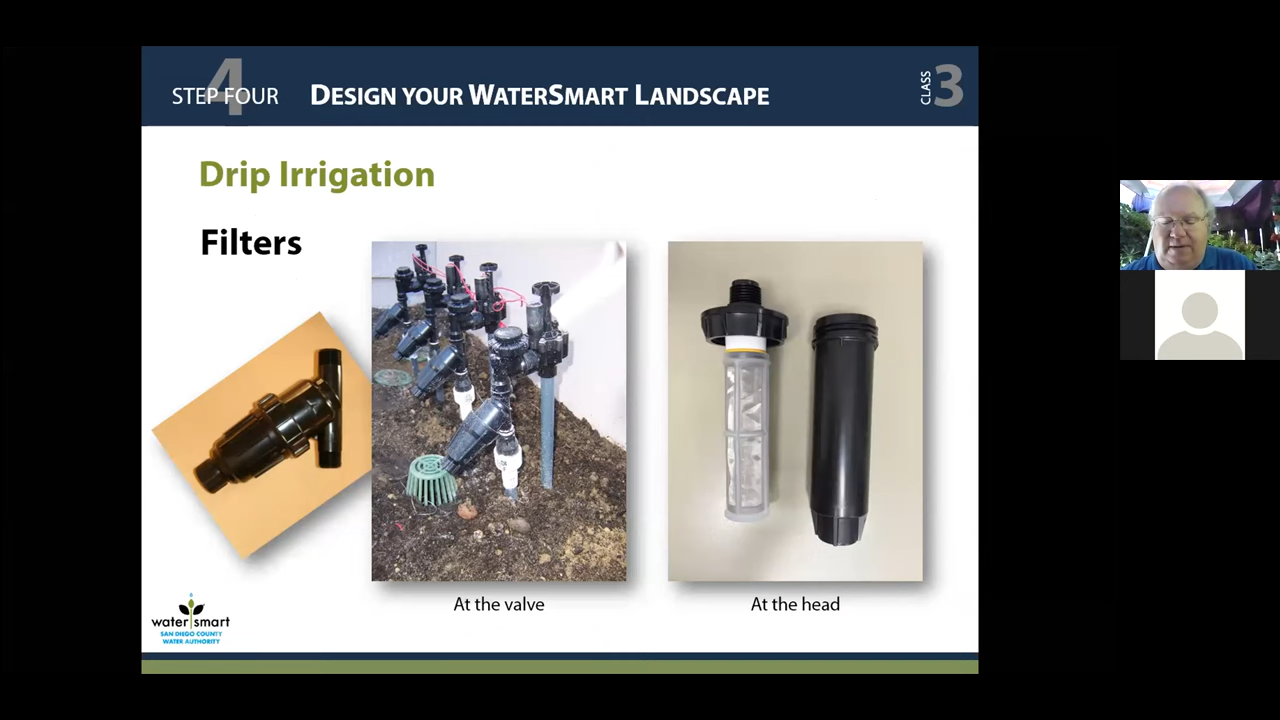 4
STEP FOUR
DESIGN YOUR WATERSMART LANDSCAPE
CLASS 3
Drip Irrigation
Filters
At the valve
At the head
water smart
SAN DIEGO COUNTY
WATER AUTHORITY